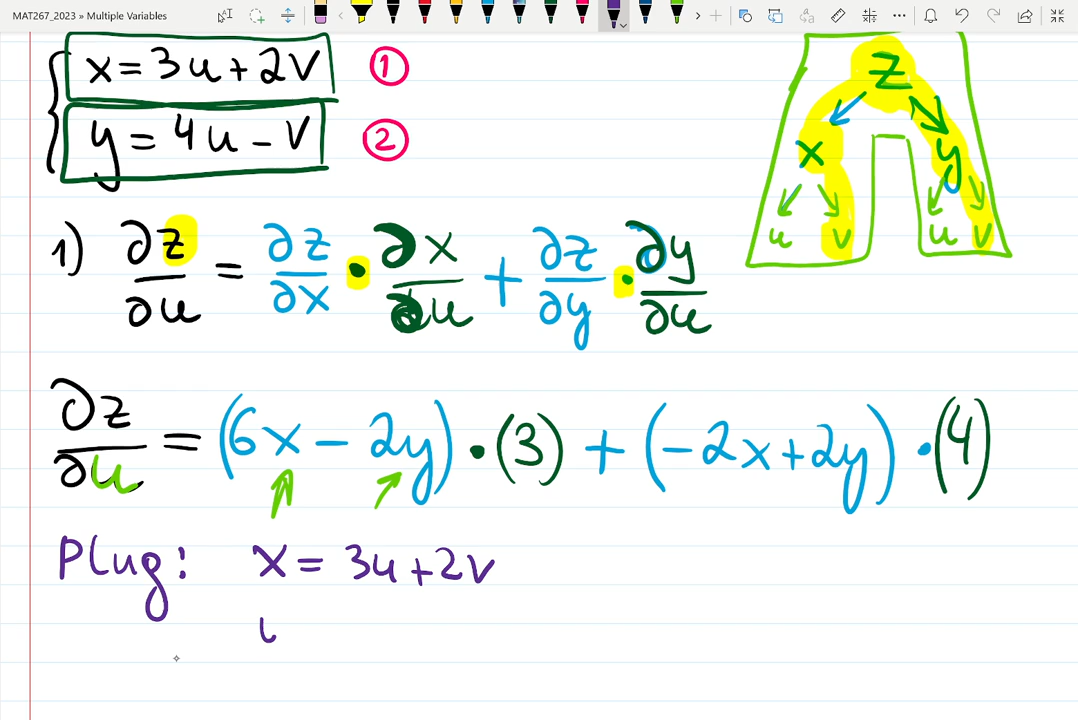 MAT267_2023 » Multiple Variables
x = 3u + 2v ①
y = 4u - v ②
z
x y
u v u v
1) ∂z/∂u = ∂z/∂x • ∂x/∂u + ∂z/∂y • ∂y/∂u
∂z/∂u = (6x - 2y) • (3) + (-2x + 2y) • (4)
Plug: x = 3u + 2v